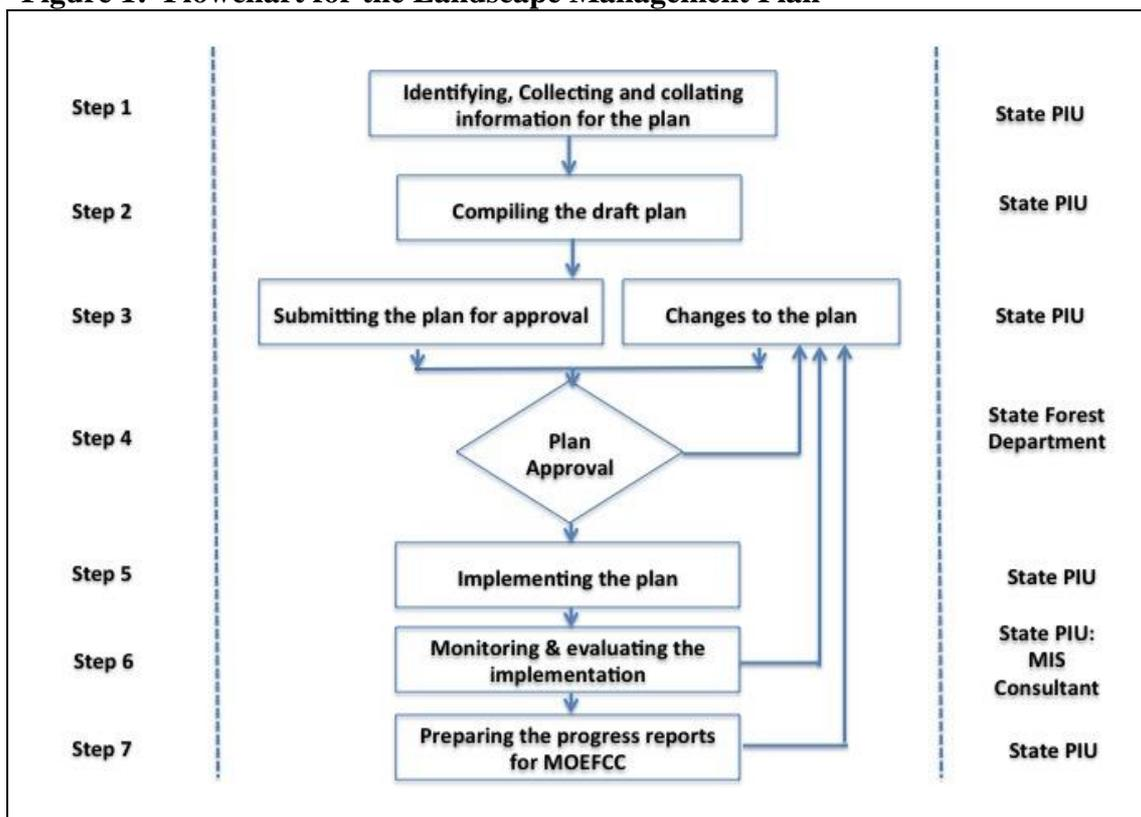 Figure 1: Flowchart for the Landscape Management Plan
Step 1
Identifying, Collecting and collating
information for the plan
State PIU
Step 2
Compiling the draft plan
State PIU
Step 3
Submitting the plan for approval
Changes to the plan
State PIU
Step 4
Plan
Approval
State Forest
Department
Step 5
Implementing the plan
State PIU
Step 6
Monitoring & evaluating the
implementation
State PIU:
MIS
Consultant
Step 7
Preparing the progress reports
for MOEFCC
State PIU